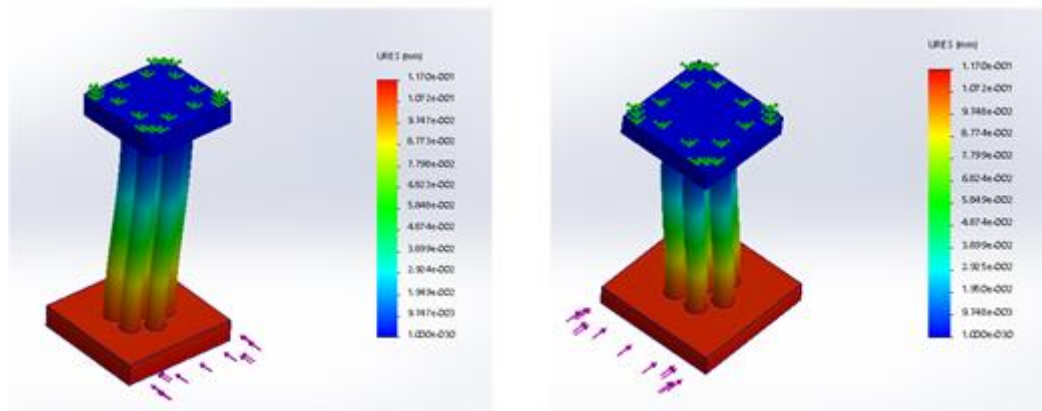 URES (mm)
1.170e-001
1.072e-001
9.747e-002
8.773e-002
7.798e-002
6.823e-002
5.848e-002
4.874e-002
3.899e-002
2.924e-002
1.949e-002
9.747e-003
1.000e-030
URES (mm)
1.170e-001
1.072e-001
9.748e-002
8.774e-002
7.799e-002
6.824e-002
5.849e-002
4.874e-002
3.899e-002
2.925e-002
1.950e-002
9.748e-003
1.000e-030